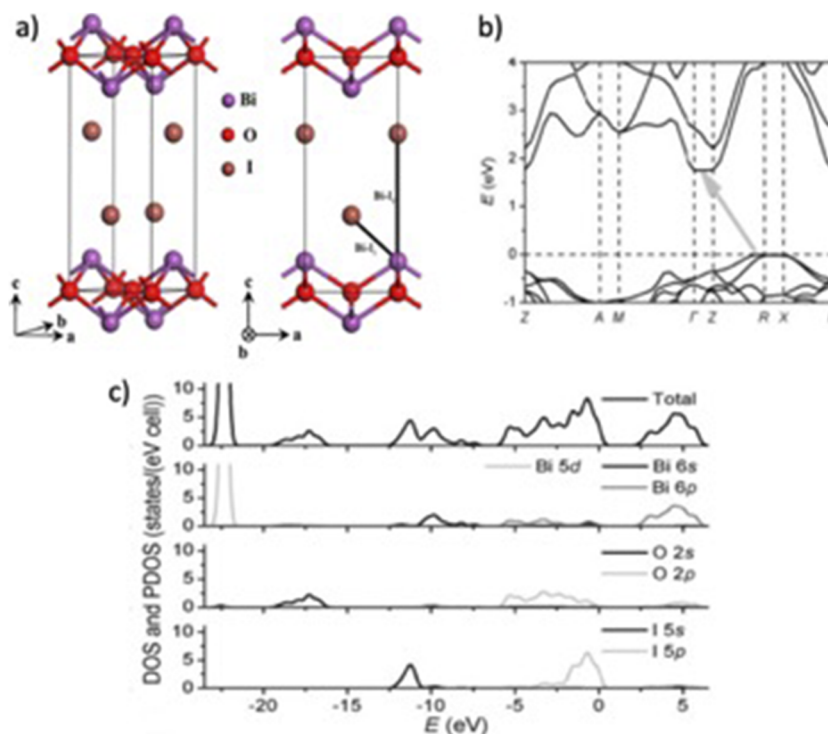 a)
Bi
O
I
Bi-I
Bi-I
c
b
a
c
b
a
b)
E (eV)
4
3
2
1
0
-1
Z
A
M
Γ
Z
R
X
c)
DOS and PDOS (states/(eV cell))
10
5
0
Total
10
5
0
Bi 5d
Bi 6s
Bi 6p
10
5
0
O 2s
O 2p
10
5
0
I 5s
I 5p
-20
-15
-10
-5
0
5
E (eV)